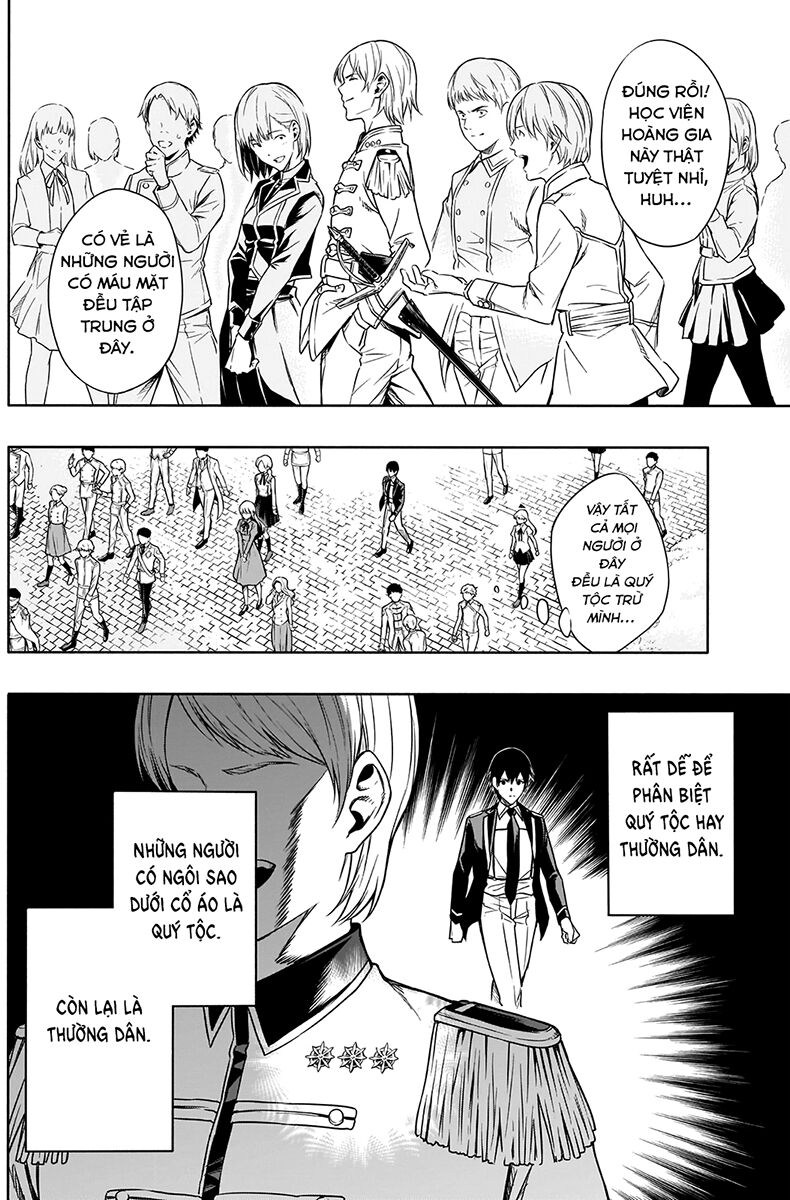 ĐÚNG RỒI!
HỌC VIỆN
HOÀNG GIA
NÀY THẬT
TUYỆT NHỈ,
HUH...
CÓ VẺ LÀ
NHỮNG NGƯỜI
CÓ MÁU MẶT
ĐỀU TẬP
TRUNG Ở
ĐÂY.
VẬY TẤT
CẢ MỌI
NGƯỜI Ở
ĐÂY
ĐỀU LÀ QUÝ
TỘC TRỪ
MÌNH...
RẤT DỄ ĐỂ
PHÂN BIỆT
QUÝ TỘC HAY
THƯỜNG DÂN.
NHỮNG NGƯỜI
CÓ NGÔI SAO
DƯỚI CỔ ÁO LÀ
QUÝ TỘC.
CÒN LẠI LÀ
THƯỜNG DÂN.